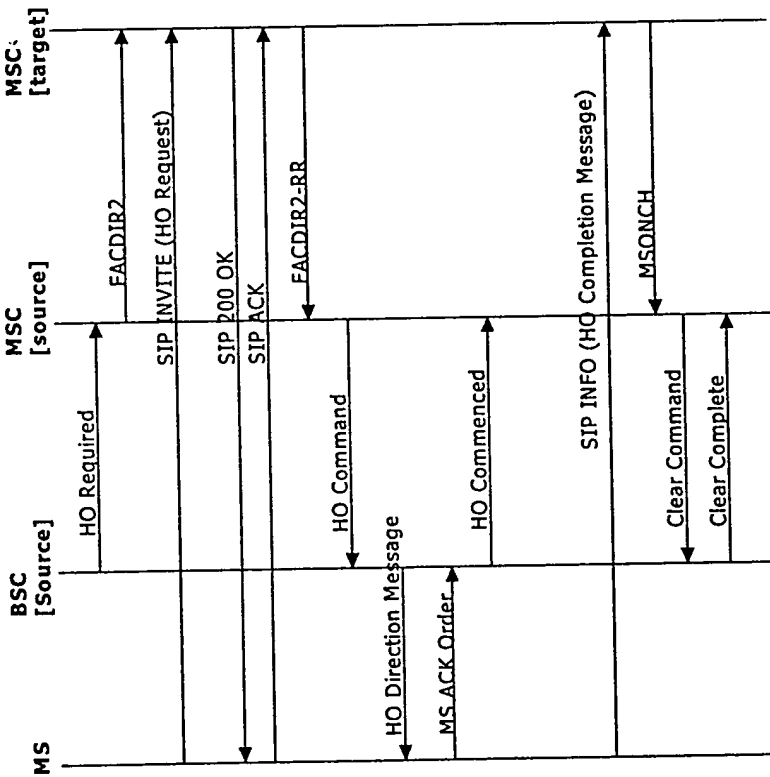 MS
BSC
[Source]
MSC
[source]
MSC
[target]
HO Required
FACDIR2
SIP INVITE (HO Request)
SIP 200 OK
SIP ACK
FACDIR2-RR
HO Command
HO Direction Message
MS ACK Order
HO Commenced
SIP INFO (HO Completion Message)
MSONCH
Clear Command
Clear Complete